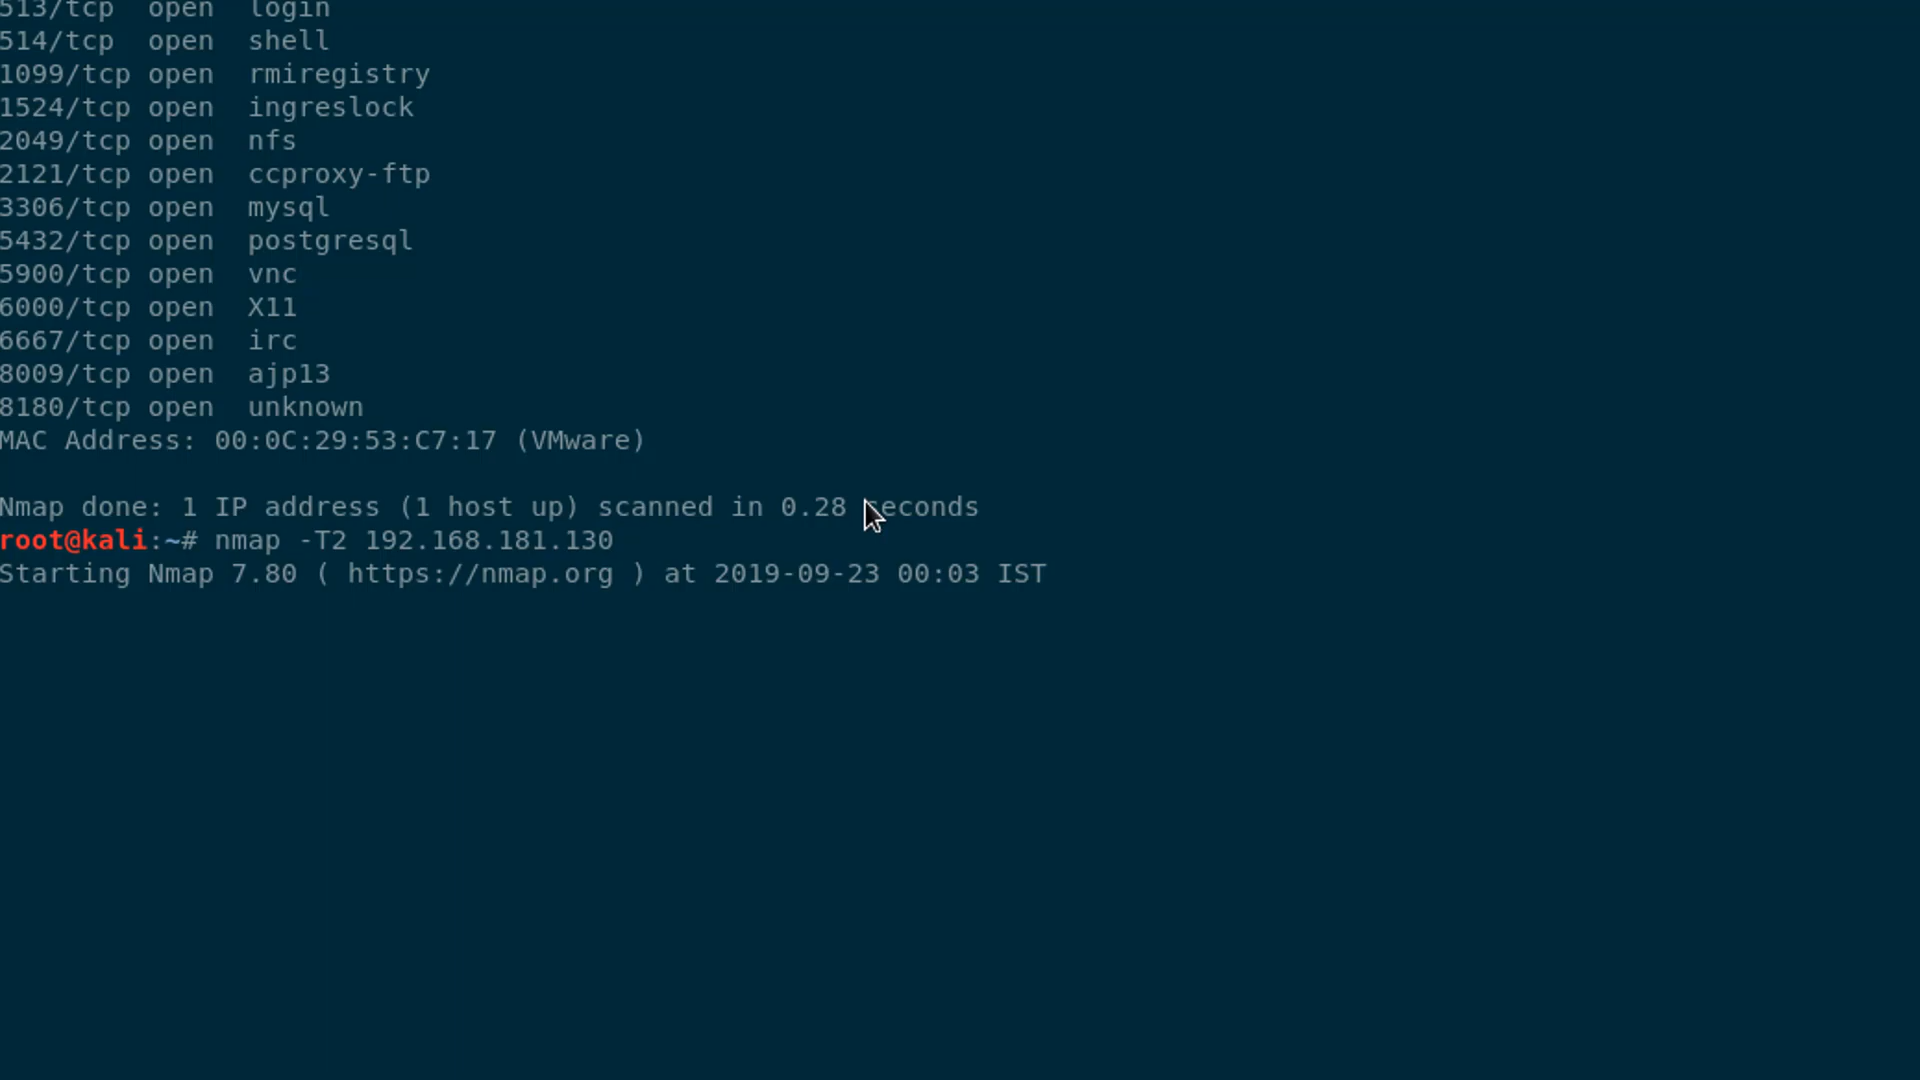 513/tcp  open  login
514/tcp  open  shell
1099/tcp open  rmiregistry
1524/tcp open  ingreslock
2049/tcp open  nfs
2121/tcp open  ccproxy-ftp
3306/tcp open  mysql
5432/tcp open  postgresql
5900/tcp open  vnc
6000/tcp open  X11
6667/tcp open  irc
8009/tcp open  ajp13
8180/tcp open  unknown
MAC Address: 00:0C:29:53:C7:17 (VMware)
Nmap done: 1 IP address (1 host up) scanned in 0.28 seconds
root@kali:~# nmap -T2 192.168.181.130
Starting Nmap 7.80 ( https://nmap.org ) at 2019-09-23 00:03 IST